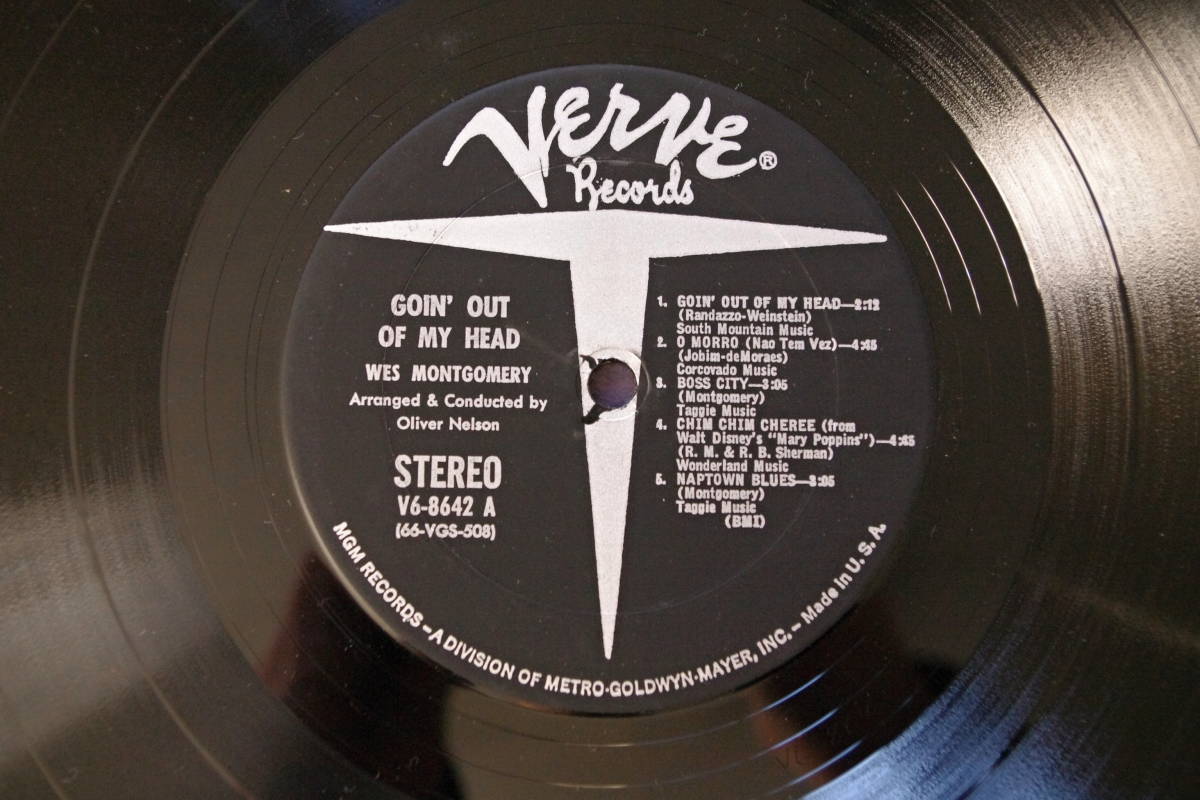 Verve®
Records
GOIN' OUT
OF MY HEAD
WES MONTGOMERY
Arranged & Conducted by
Oliver Nelson
STEREO
V6-8642 A
(66-VGS-508)
1. GOIN' OUT OF MY HEAD—2:12
(Randazzo-Weinstein)
South Mountain Music
2. O MORRO (Nao Tem Vez)—4:45
(Jobim-deMoraes)
Corcovado Music
3. BOSS CITY—3:05
(Montgomery)
Taggie Music
4. CHIM CHIM CHEREE (from
Walt Disney's "Mary Poppins")—4:45
(R. M. & R. B. Sherman)
Wonderland Music
5. NAPTOWN BLUES—3:05
(Montgomery)
Taggie Music
(BMI)
MGM RECORDS – A DIVISION OF METRO-GOLDWYN-MAYER, INC. – Made in U. S. A.